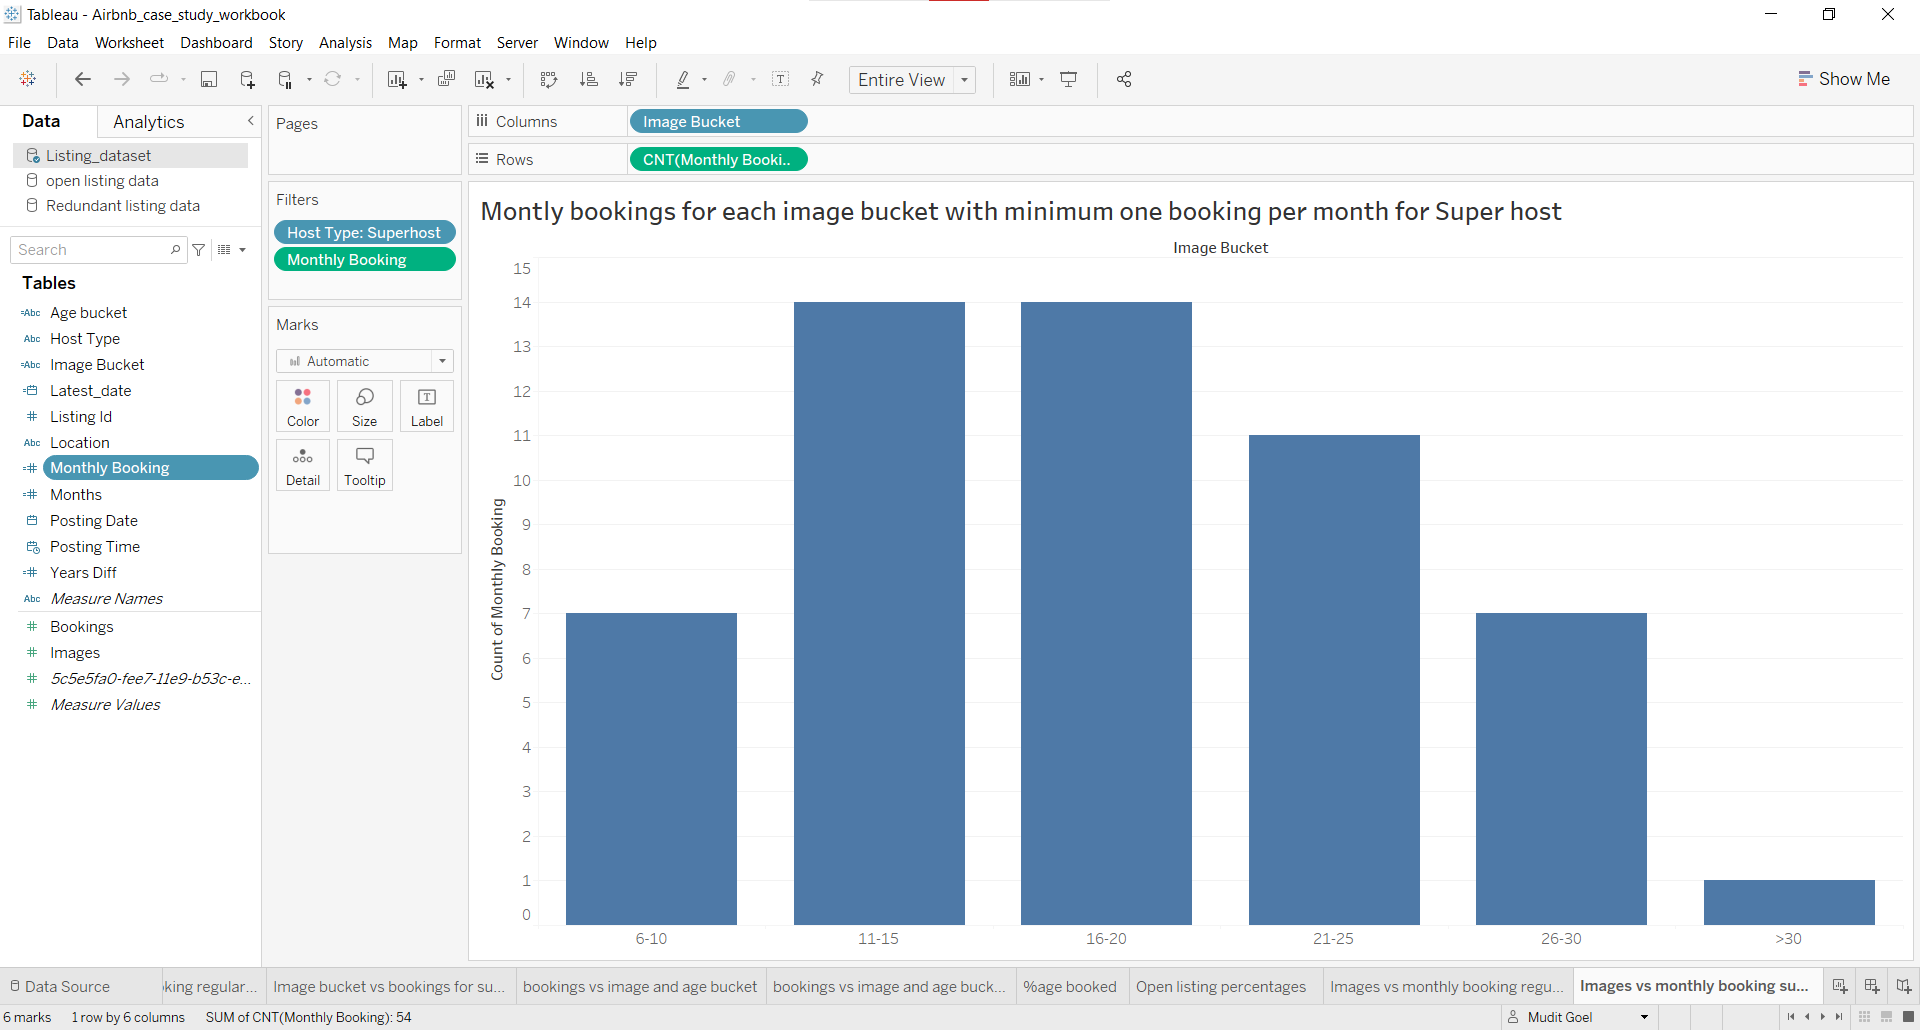 Tableau - Airbnb_case_study_workbook
File Data Worksheet Dashboard Story Analysis Map Format Server Window Help
Entire View
Show Me
Data Analytics
Listing_dataset
open listing data
Redundant listing data
Search
Tables
Abc Age bucket
Abc Host Type
Abc Image Bucket
Latest_date
Listing Id
Abc Location
Monthly Booking
Months
Posting Date
Posting Time
Years Diff
Abc Measure Names
Bookings
Images
5c5e5fa0-fee7-11e9-b53c-e...
Measure Values
Pages
Filters
Host Type: Superhost
Monthly Booking
Marks
Automatic
Color Size Label
Detail Tooltip
Columns Image Bucket
Rows CNT(Monthly Booki..
Montly bookings for each image bucket with minimum one booking per month for Super host
Image Bucket
Count of Monthly Booking
15
14
13
12
11
10
9
8
7
6
5
4
3
2
1
0
6-10 11-15 16-20 21-25 26-30 >30
Data Source king regular... Image bucket vs bookings for su... bookings vs image and age bucket bookings vs image and age buck... %age booked Open listing percentages Images vs monthly booking regu... Images vs monthly booking su...
6 marks 1 row by 6 columns SUM of CNT(Monthly Booking): 54 Mudit Goel